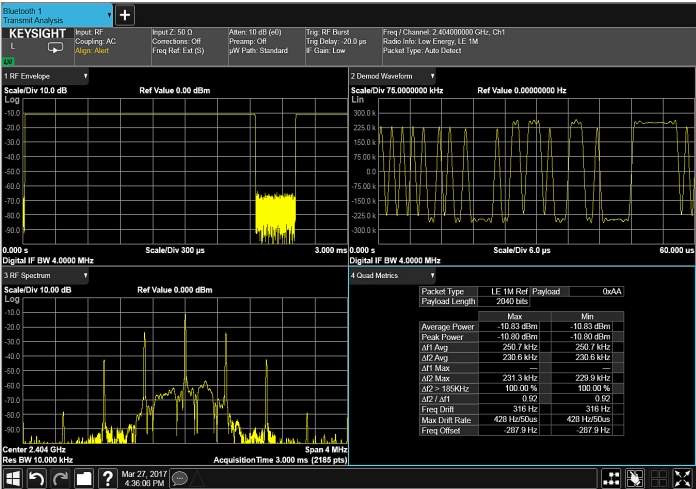 Bluetooth 1
Transmit Analysis
KEYSIGHT
L
LXI
Input: RF
Coupling: AC
Align: Alert
Input Z: 50 Ω
Corrections: Off
Freq Ref: Ext (S)
Atten: 10 dB (e0)
Preamp: Off
µW Path: Standard
Trig: RF Burst
Trig Delay: -20.0 µs
IF Gain: Low
Freq / Channel: 2.404000000 GHz, Ch1
Radio Info: Low Energy, LE 1M
Packet Type: Auto Detect
1 RF Envelope
Scale/Div 10.0 dB Ref Value 0.00 dBm
Log
-10.0
-20.0
-30.0
-40.0
-50.0
-60.0
-70.0
-80.0
-90.0
0.000 s Scale/Div 300 µs 3.000 ms
Digital IF BW 4.0000 MHz
2 Demod Waveform
Scale/Div 75.0000000 kHz Ref Value 0.00000000 Hz
Lin
300.0 k
225.0 k
150.0 k
75.00 k
0.0
-75.00 k
-150.0 k
-225.0 k
-300.0 k
0.000 s Scale/Div 6.0 µs 60.000 us
Digital IF BW 4.0000 MHz
3 RF Spectrum
Scale/Div 10.00 dB Ref Value 0.000 dBm
Log
-10.0
-20.0
-30.0
-40.0
-50.0
-60.0
-70.0
-80.0
-90.0
Center 2.404 GHz Span 4 MHz
Res BW 10.000 kHz AcquisitionTime 3.000 ms (2185 pts)
4 Quad Metrics
Packet Type LE 1M Ref Payload 0xAA
Payload Length 2040 bits
Max Min
Average Power -10.83 dBm -10.83 dBm
Peak Power -10.80 dBm -10.80 dBm
Δf1 Avg 250.7 kHz 250.7 kHz
Δf2 Avg 230.6 kHz 230.6 kHz
Δf1 Max — —
Δf2 Max 231.3 kHz 229.9 kHz
Δf2 > 185KHz 100.00 % 100.00 %
Δf2 / Δf1 0.92 0.92
Freq Drift 316 Hz 316 Hz
Max Drift Rate 428 Hz/50us 428 Hz/50us
Freq Offset -287.9 Hz -287.9 Hz
Mar 27, 2017
4:36:06 PM